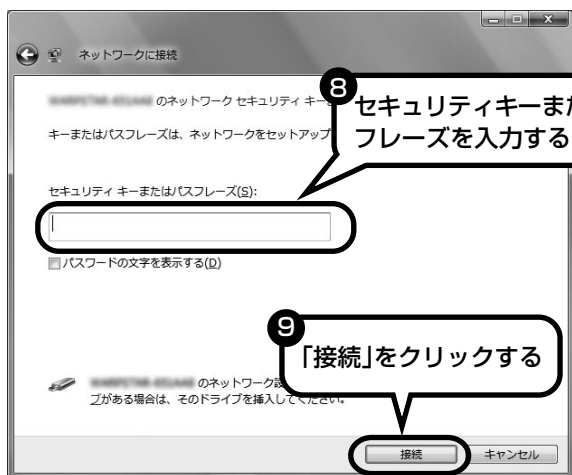 ネットワークに接続
のネットワーク セキュリティ キー
8
セキュリティキーまた
フレーズを入力する
キーまたはパスフレーズは、ネットワークをセットアップ
セキュリティ キーまたはパスフレーズ(S):
パスワードの文字を表示する(D)
9
「接続」をクリックする
のネットワーク設
ブがある場合は、そのドライブを挿入してください。
接続
キャンセル